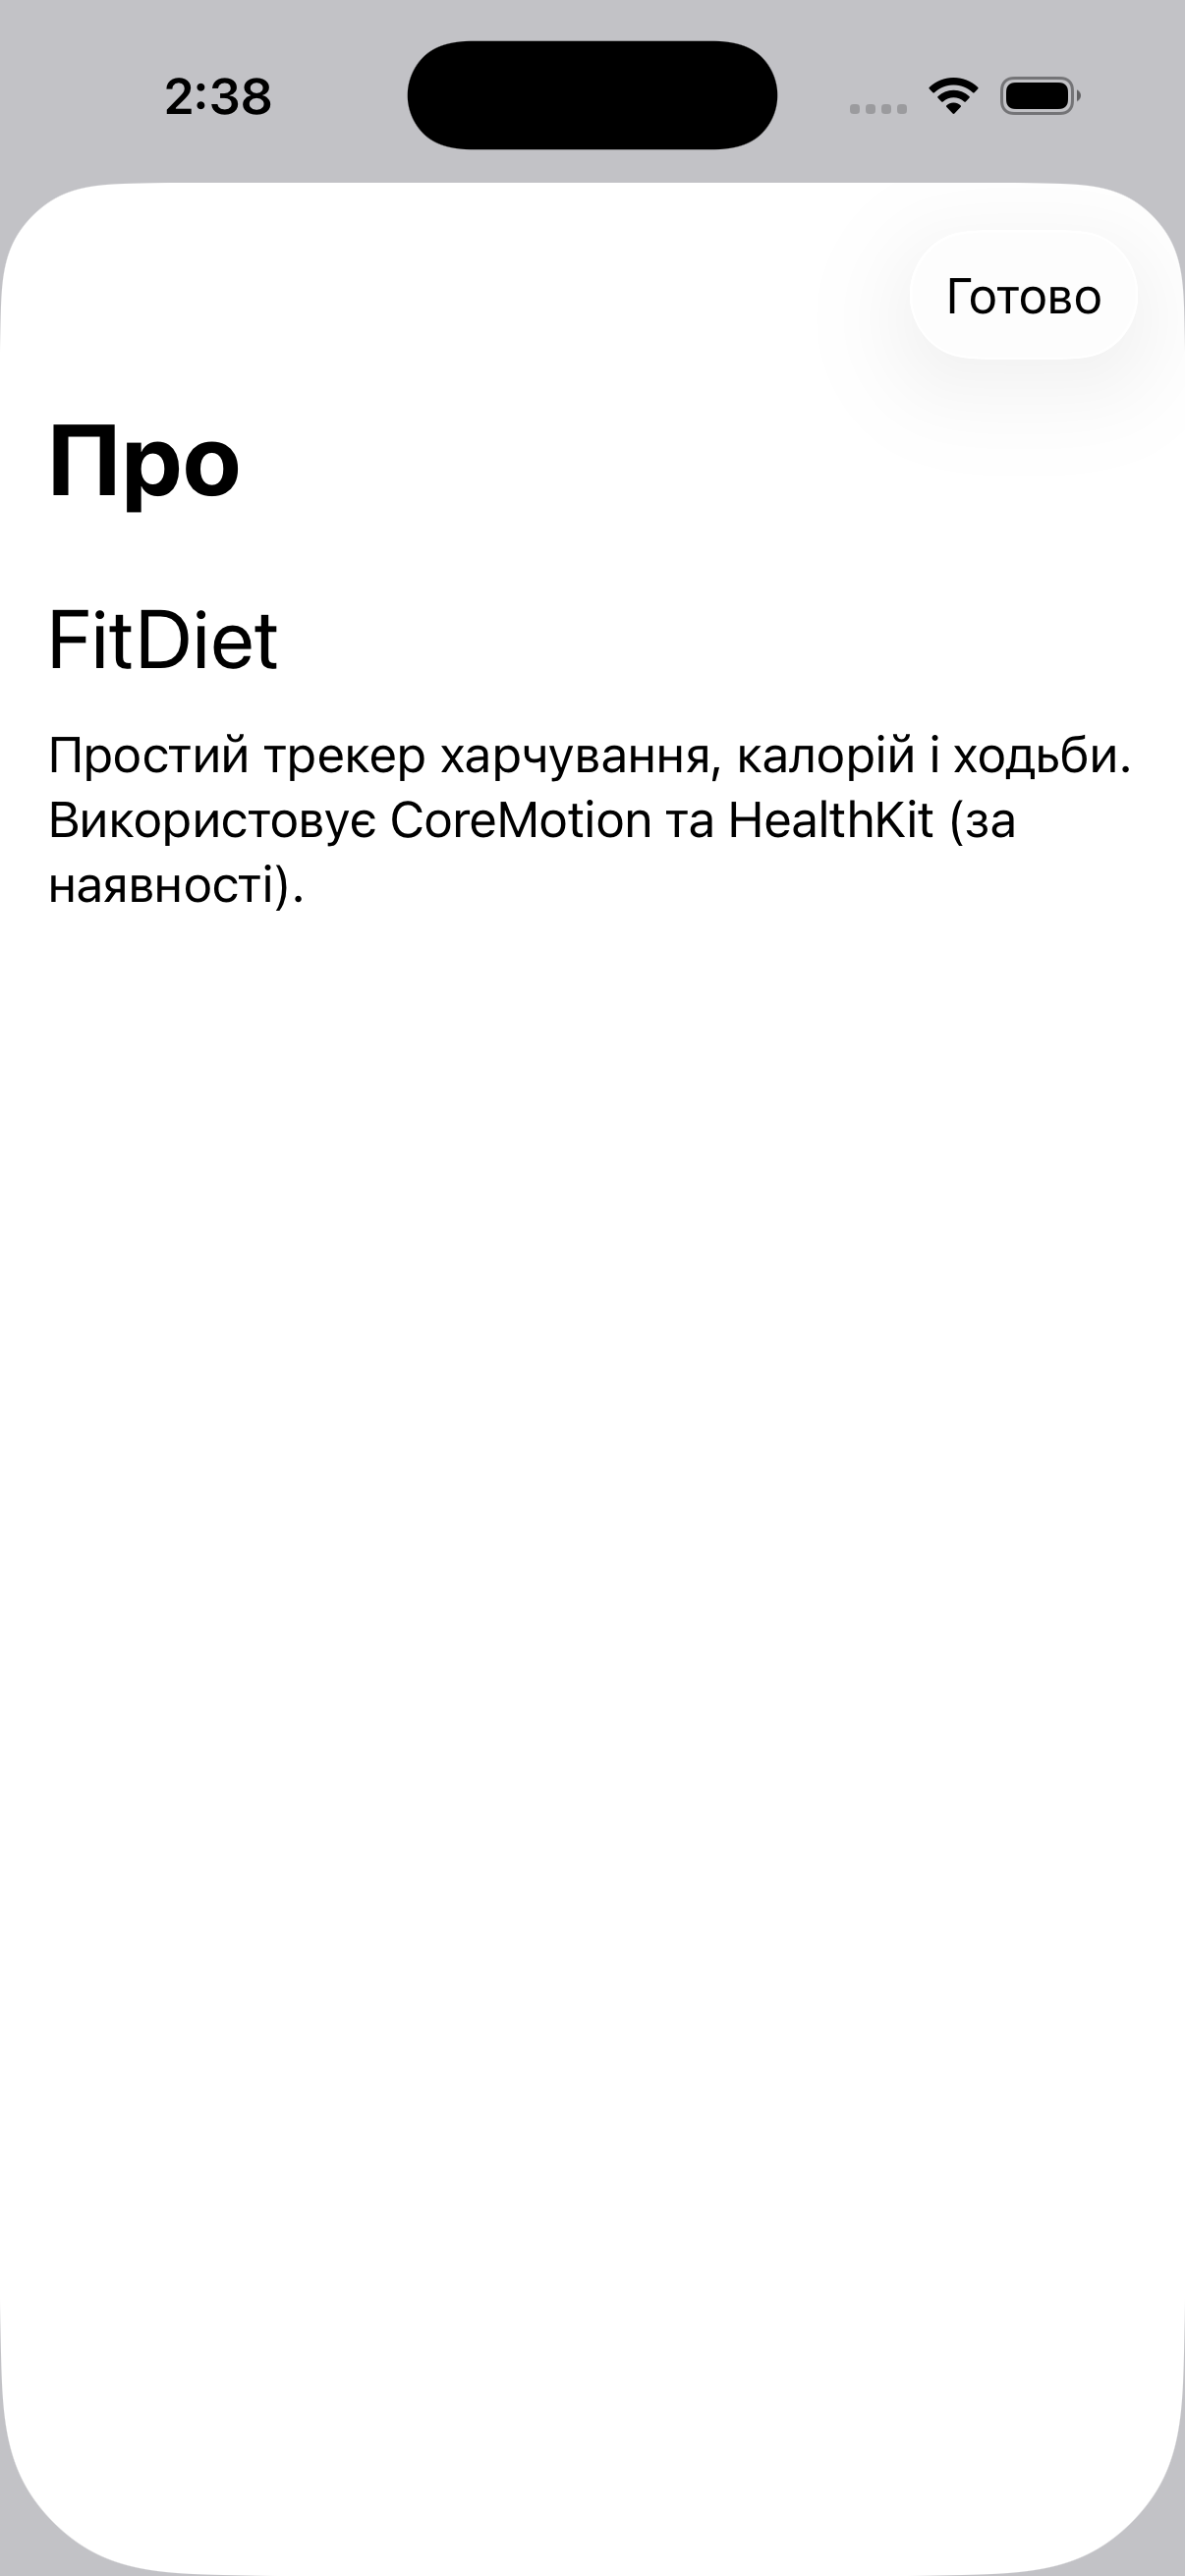 2:38
Готово
Про
FitDiet
Простий трекер харчування, калорій і ходьби.
Використовує CoreMotion та HealthKit (за
наявності).